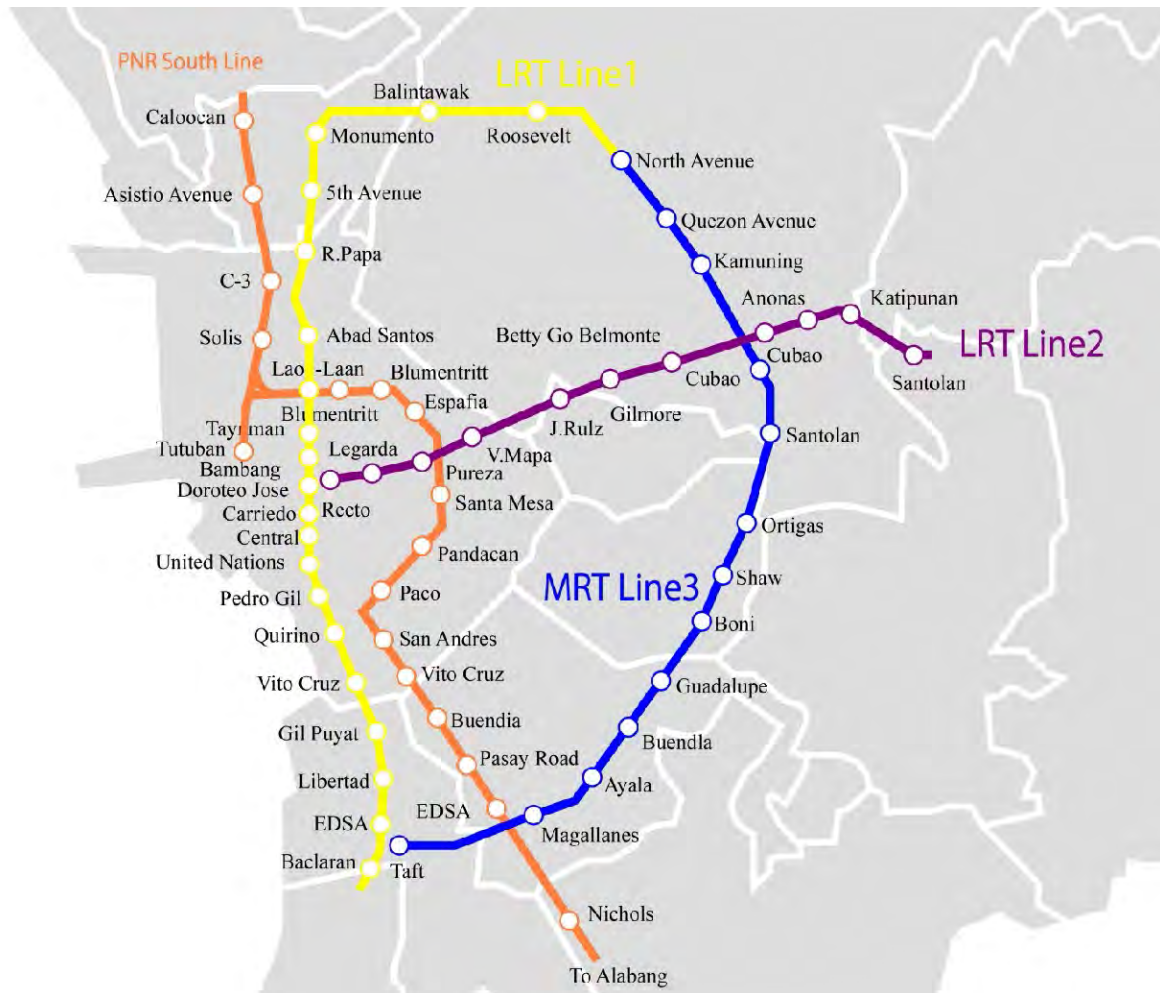 PNR South Line
LRT Line1
Balintawak
Caloocan
Monumento
Roosevelt
North Avenue
Asistio Avenue
5th Avenue
Quezon Avenue
R.Papa
Kamuning
C-3
Anonas
Katipunan
Solis
Abad Santos
Betty Go Belmonte
Cubao
LRT Line2
Laon-Laan
Blumentritt
Cubao
Santolan
Blumentritt
Espafia
Gilmore
J.Rulz
Santolan
Tutuban
Legarda
V.Mapa
Bambang
Pureza
Doroteo Jose
Recto
Santa Mesa
Carriedo
Ortigas
Central
Pandacan
United Nations
Shaw
MRT Line3
Pedro Gil
Paco
Boni
Quirino
San Andres
Vito Cruz
Vito Cruz
Guadalupe
Gil Puyat
Buendia
Buendla
Pasay Road
Libertad
Ayala
EDSA
EDSA
Magallanes
Baclaran
Taft
Nichols
To Alabang